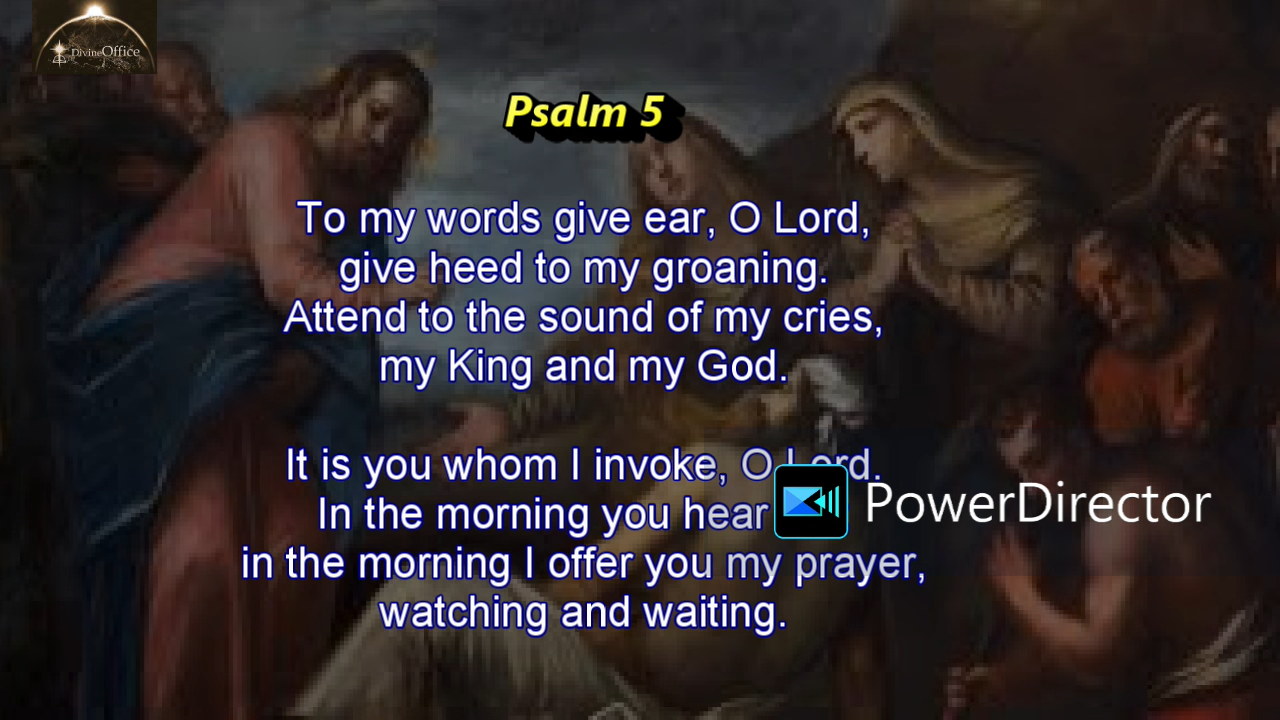 DivineOffice
Psalm 5
To my words give ear, O Lord,
give heed to my groaning.
Attend to the sound of my cries,
my King and my God.
It is you whom I invoke, O Lord.
In the morning you hear
PowerDirector
in the morning I offer you my prayer,
watching and waiting.